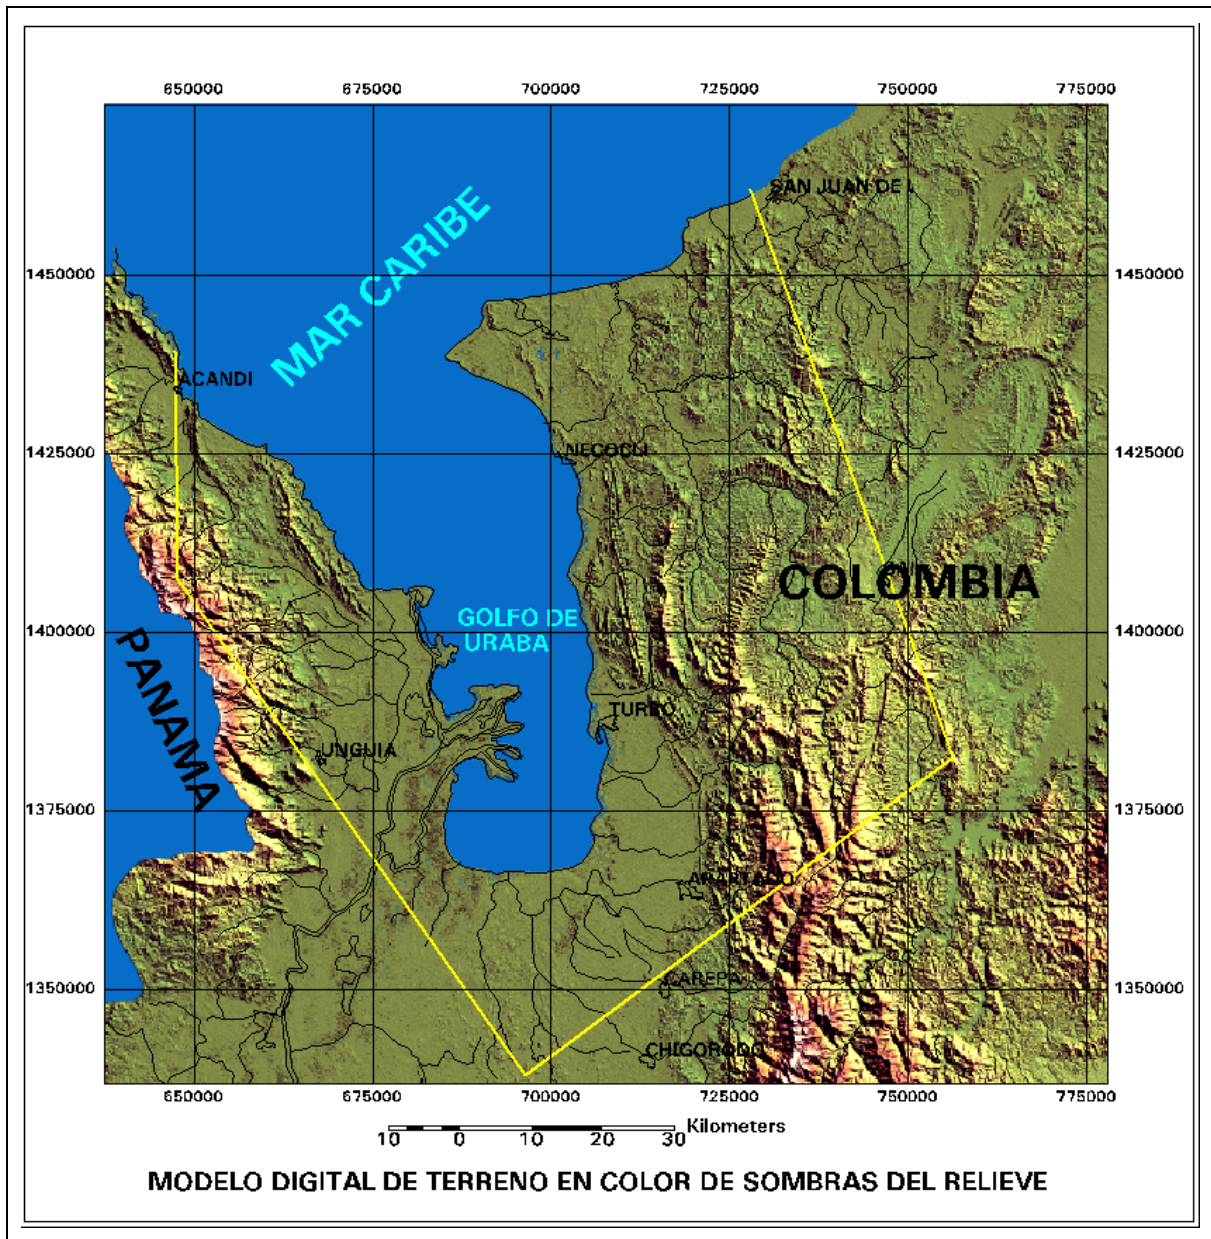 650000 675000 700000 725000 750000 775000
SAN JUAN DE
1450000 1450000
MAR CARIBE
ACANDI
1425000 NECOCLI 1425000
COLOMBIA
1400000 GOLFO DE 1400000
URABA
PANAMA
TURBO
UNGUIA
1375000 1375000
APARTADO
CAREPA
1350000 1350000
CHIGORODO
650000 675000 700000 725000 750000 775000
10 0 10 20 30 Kilometers
MODELO DIGITAL DE TERRENO EN COLOR DE SOMBRAS DEL RELIEVE